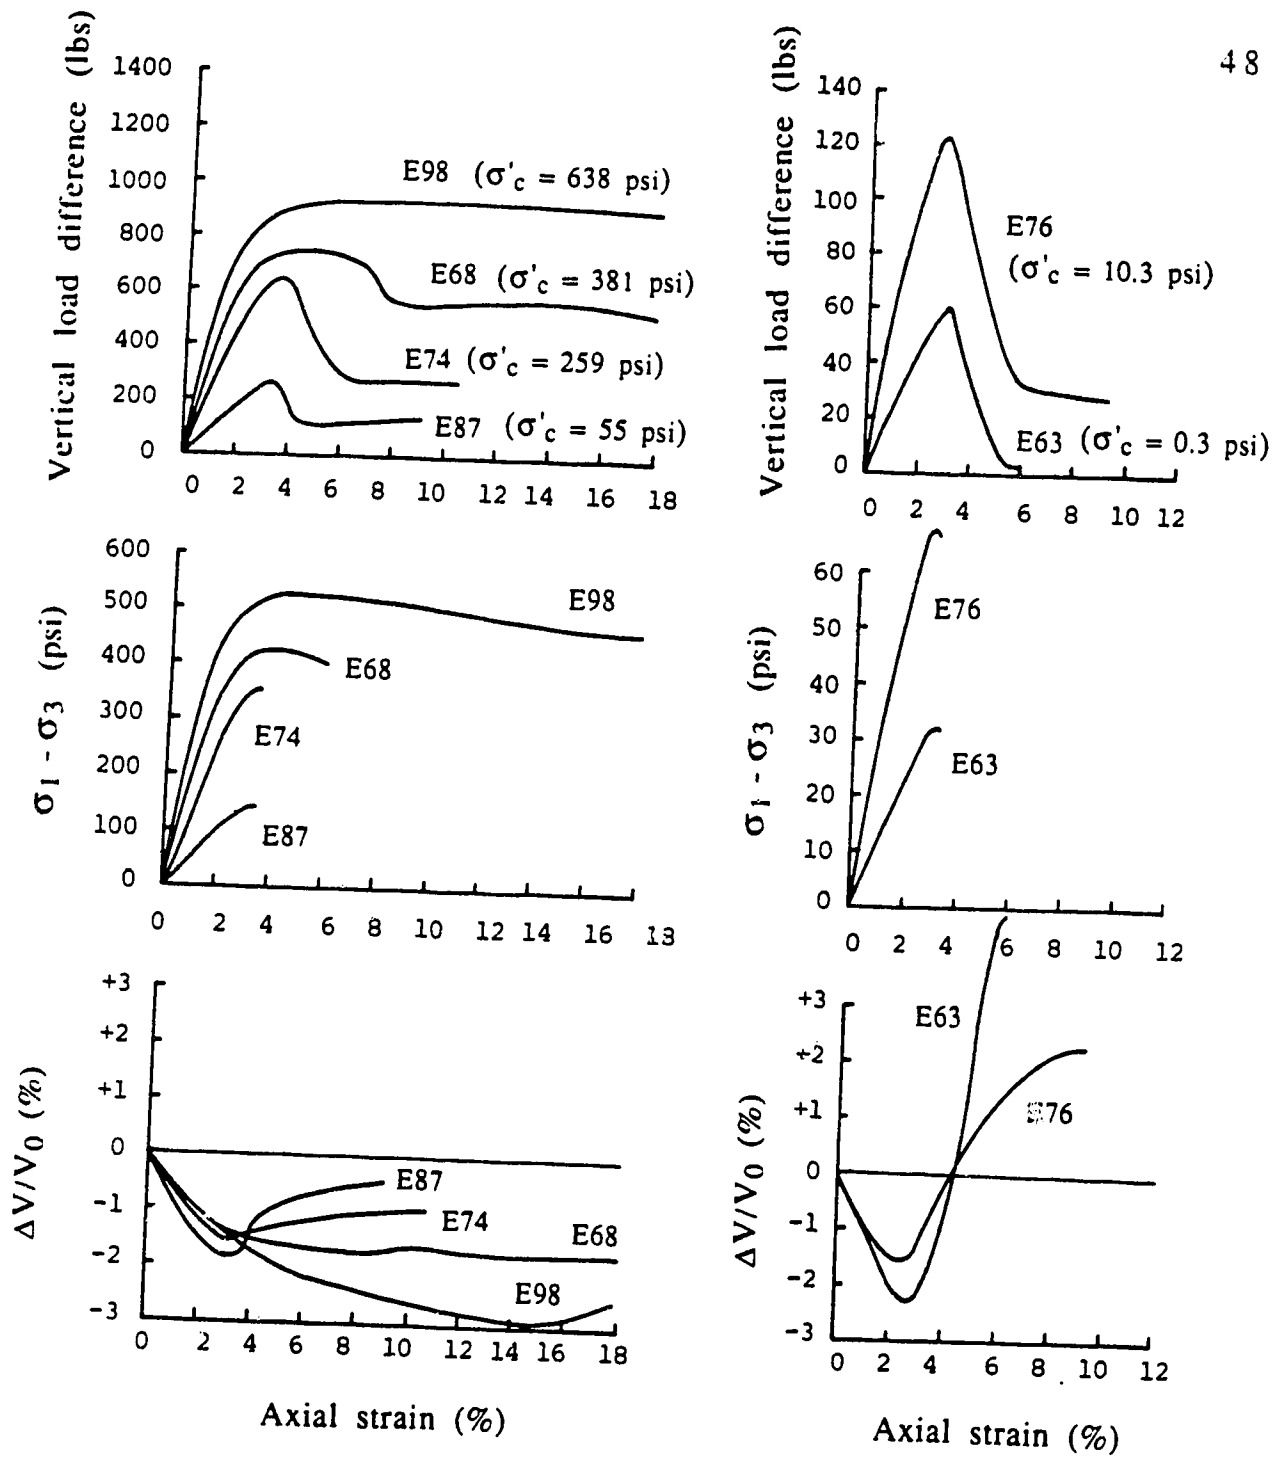 48
Vertical load difference (lbs)
1400
1200
1000
800
600
400
200
0
E98 (σ'c = 638 psi)
E68 (σ'c = 381 psi)
E74 (σ'c = 259 psi)
E87 (σ'c = 55 psi)
0 2 4 6 8 10 12 14 16 18
Vertical load difference (lbs)
140
120
100
80
60
40
20
0
E76
(σ'c = 10.3 psi)
E63 (σ'c = 0.3 psi)
0 2 4 6 8 10 12
σ1 - σ3 (psi)
600
500
400
300
200
100
0
E98
E68
E74
E87
0 2 4 6 8 10 12 14 16 18
σ1 - σ3 (psi)
60
50
40
30
20
10
0
E76
E63
0 2 4 6 8 10 12
ΔV/V0 (%)
+3
+2
+1
0
-1
-2
-3
E87
E74
E68
E98
0 2 4 6 8 10 12 14 16 18
Axial strain (%)
ΔV/V0 (%)
+3
+2
+1
0
-1
-2
-3
E63
E76
0 2 4 6 8 10 12
Axial strain (%)